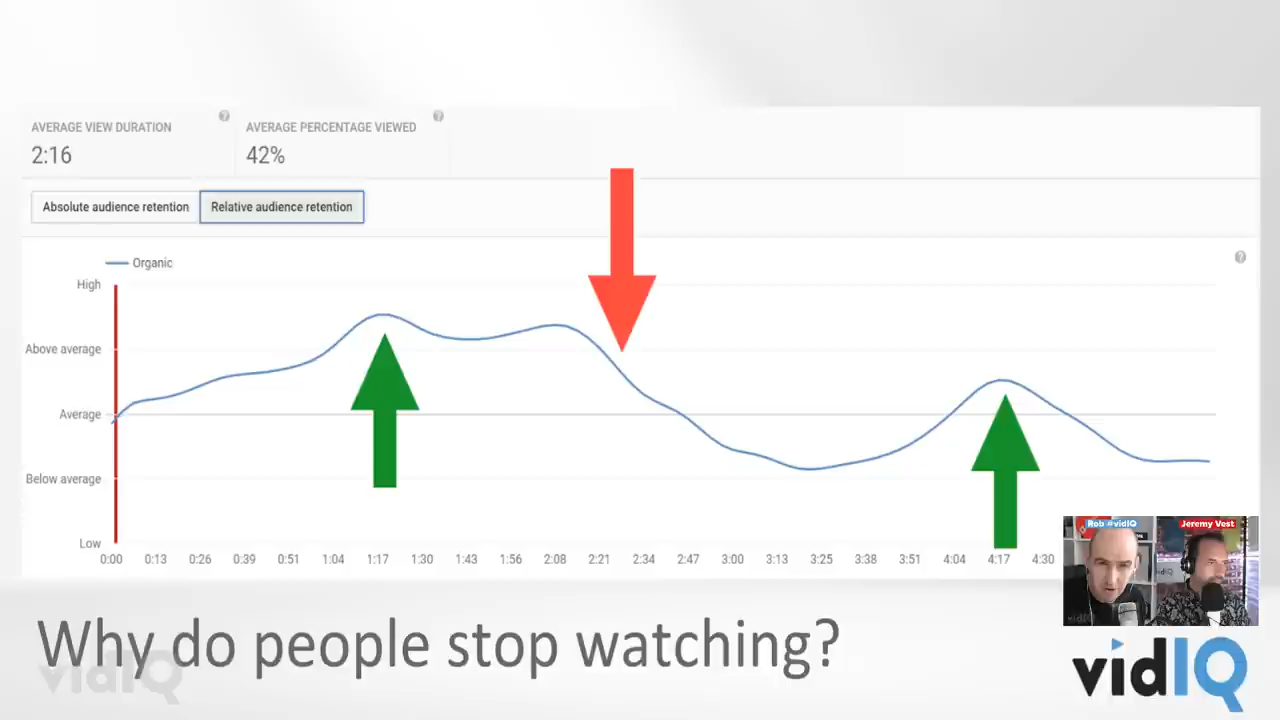 AVERAGE VIEW DURATION
2:16
AVERAGE PERCENTAGE VIEWED
42%
Absolute audience retention
Relative audience retention
Organic
High
Above average
Average
Below average
Low
0:00 0:13 0:26 0:39 0:51 1:04 1:17 1:30 1:43 1:56 2:08 2:21 2:34 2:47 3:00 3:13 3:25 3:38 3:51 4:04 4:17 4:30
Rob #vidIQ
Jeremy Vest
Why do people stop watching?
vidIQ
vidIQ